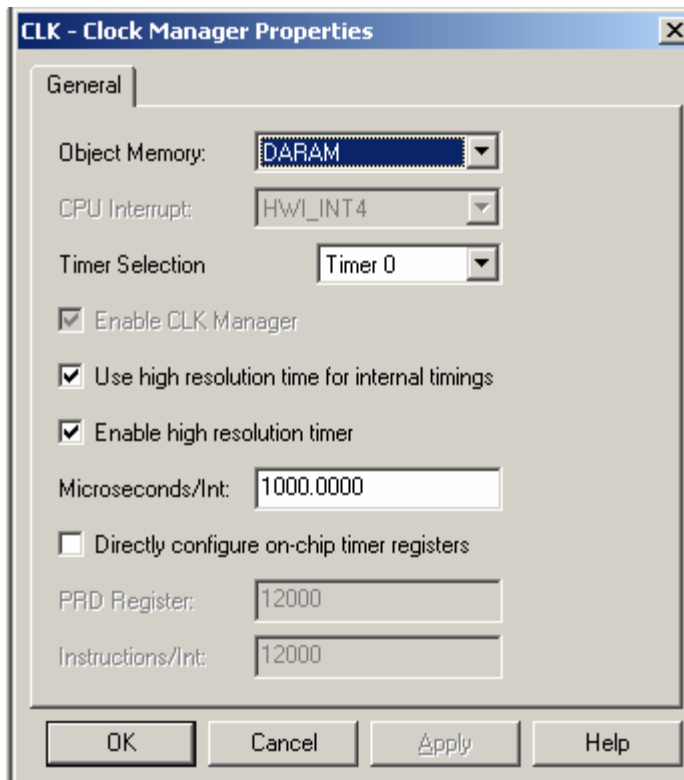 CLK - Clock Manager Properties
General
Object Memory: DARAM
CPU Interrupt: HWI_INT4
Timer Selection Timer 0
Enable CLK Manager
Use high resolution time for internal timings
Enable high resolution timer
Microseconds/Int: 1000.0000
Directly configure on-chip timer registers
PRD Register: 12000
Instructions/Int: 12000
OK Cancel Apply Help